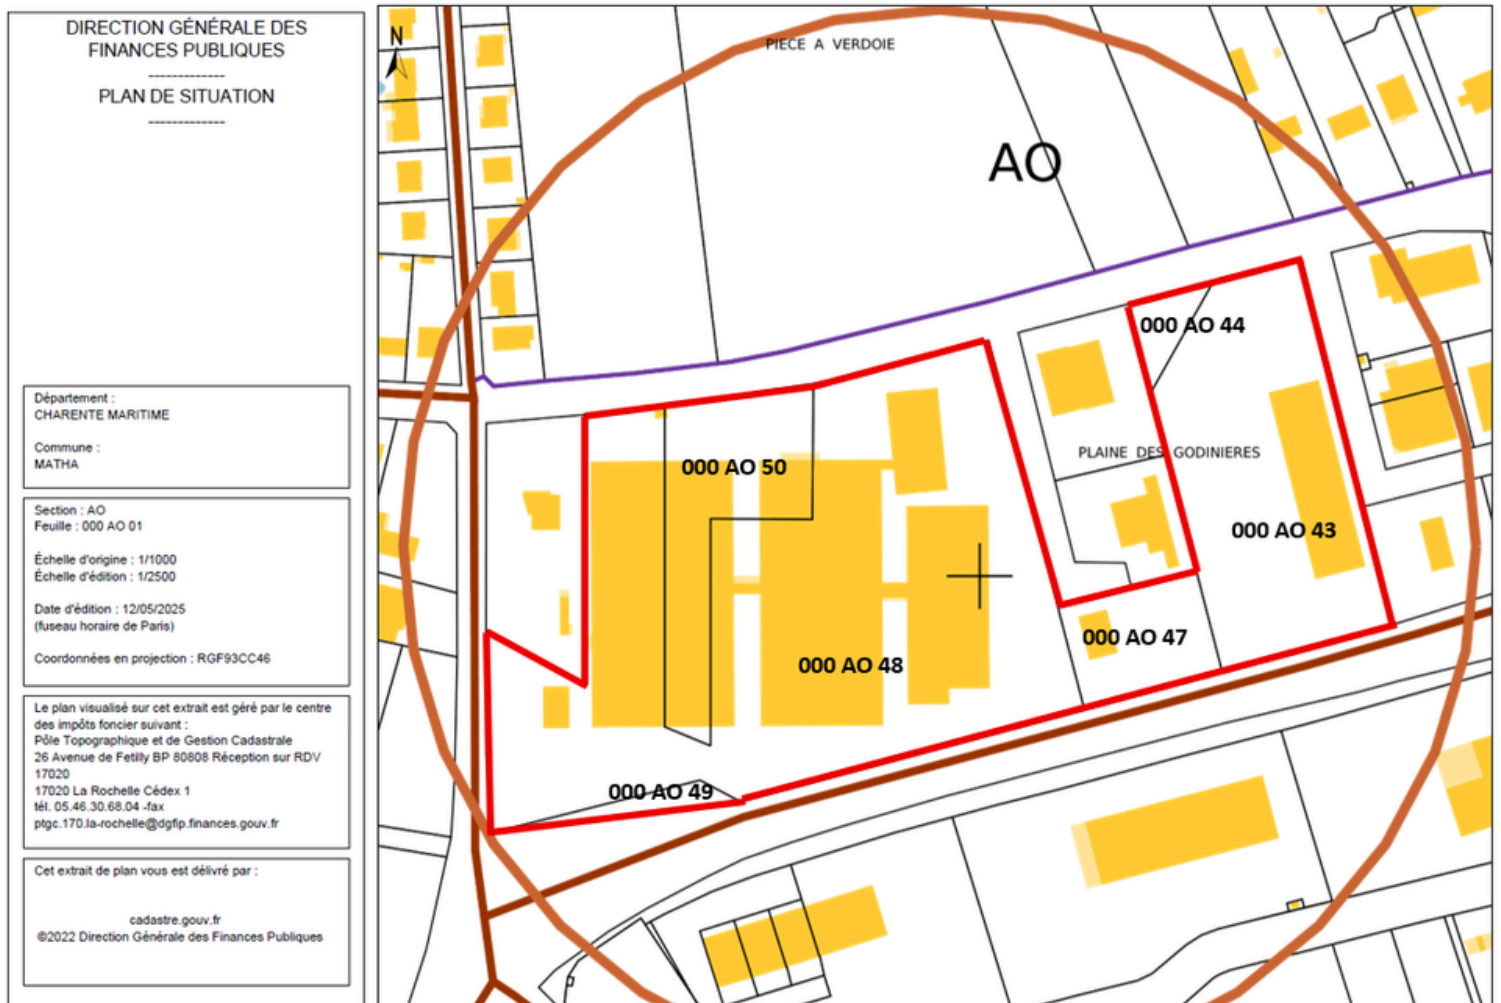 DIRECTION GÉNÉRALE DES
FINANCES PUBLIQUES
-------------
PLAN DE SITUATION
-------------
Département :
CHARENTE MARITIME
Commune :
MATHA
Section : AO
Feuille : 000 AO 01
Échelle d'origine : 1/1000
Échelle d'édition : 1/2500
Date d'édition : 12/05/2025
(fuseau horaire de Paris)
Coordonnées en projection : RGF93CC46
Le plan visualisé sur cet extrait est géré par le centre
des impôts foncier suivant :
Pôle Topographique et de Gestion Cadastrale
26 Avenue de Fetilly BP 80808 Réception sur RDV
17020
17020 La Rochelle Cédex 1
tél. 05.46.30.68.04 -fax
ptgc.170.la-rochelle@dgfip.finances.gouv.fr
Cet extrait de plan vous est délivré par :
cadastre.gouv.fr
©2022 Direction Générale des Finances Publiques
N
PIECE A VERDOIE
AO
000 AO 44
PLAINE DES GODINIERES
000 AO 50
000 AO 43
000 AO 47
000 AO 48
000 AO 49